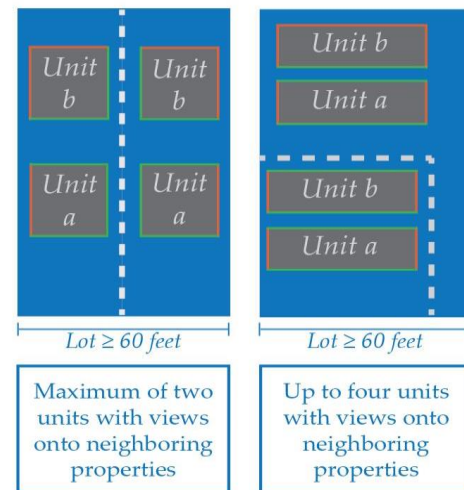 Unit
b
Unit
b
Unit
a
Unit
a
Lot ≥ 60 feet
Maximum of two
units with views
onto neighboring
properties
Unit b
Unit a
Unit b
Unit a
Lot ≥ 60 feet
Up to four units
with views onto
neighboring
properties